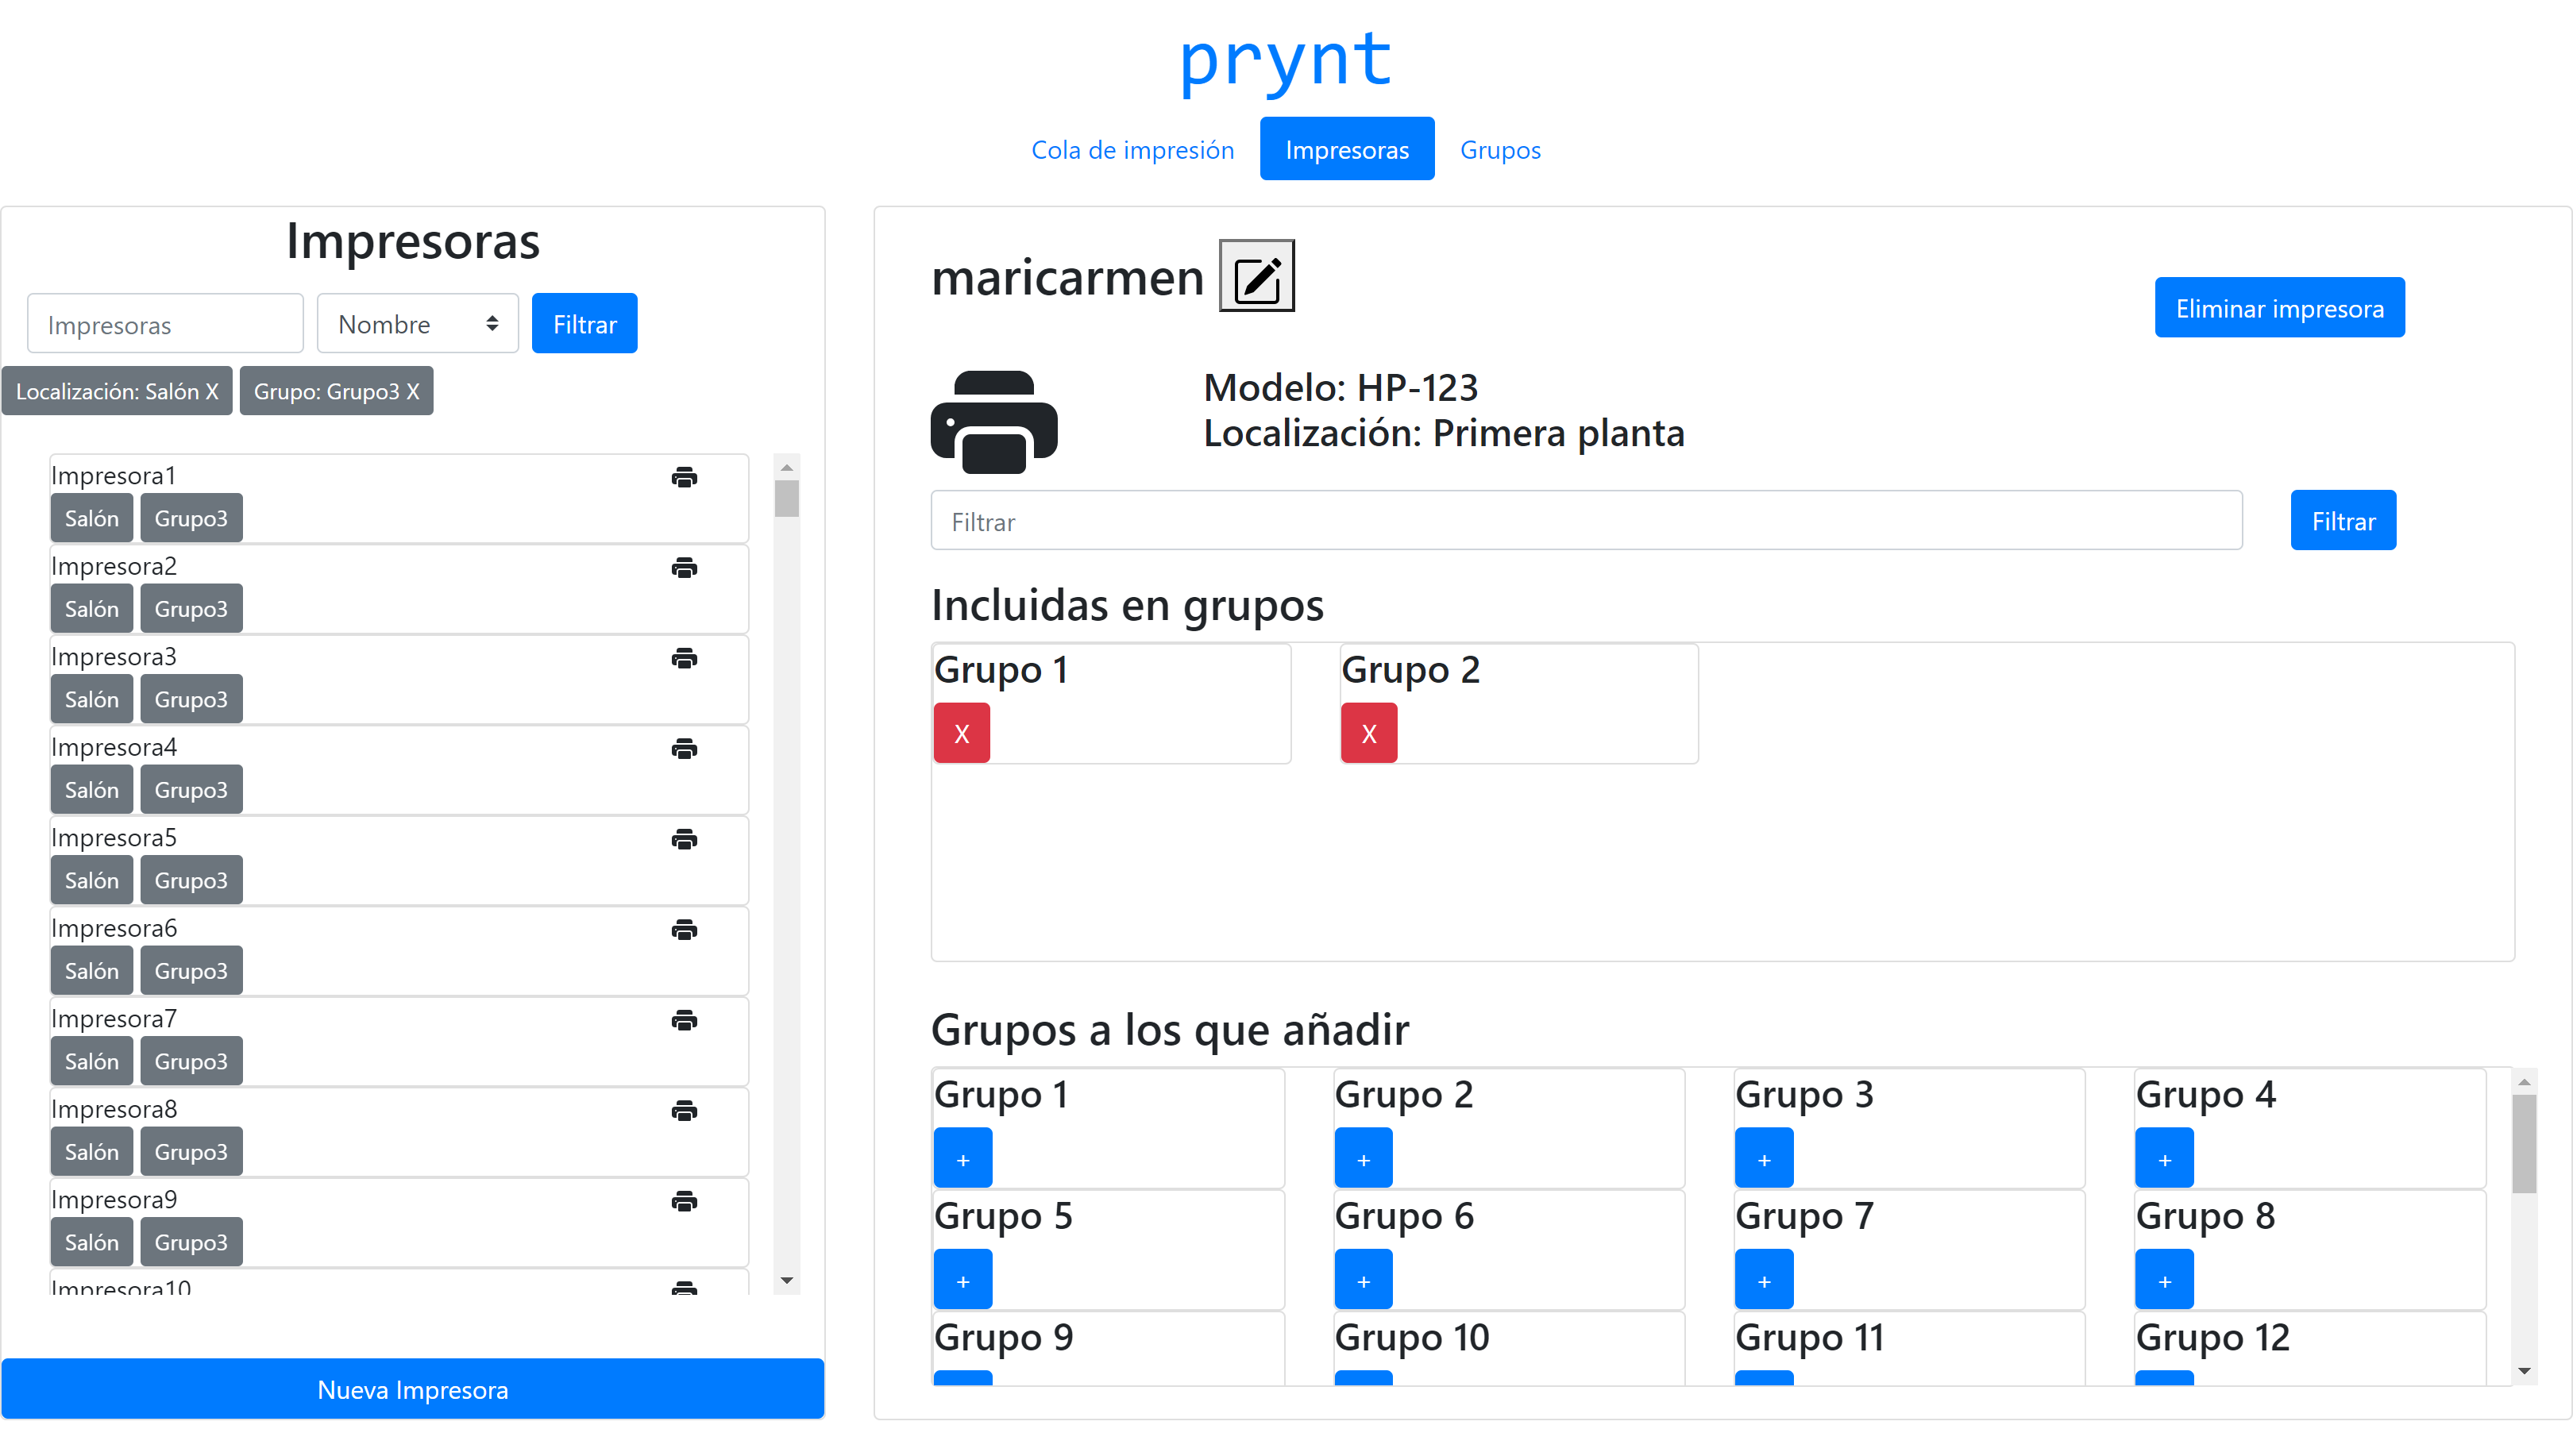 prynt
Cola de impresión Impresoras Grupos
Impresoras
Impresoras Nombre Filtrar
Localización: Salón X Grupo: Grupo3 X
Impresora1
Salón Grupo3
Impresora2
Salón Grupo3
Impresora3
Salón Grupo3
Impresora4
Salón Grupo3
Impresora5
Salón Grupo3
Impresora6
Salón Grupo3
Impresora7
Salón Grupo3
Impresora8
Salón Grupo3
Impresora9
Salón Grupo3
Impresora10
Nueva Impresora
maricarmen
Eliminar impresora
Modelo: HP-123
Localización: Primera planta
Filtrar Filtrar
Incluidas en grupos
Grupo 1 Grupo 2
X X
Grupos a los que añadir
Grupo 1 Grupo 2 Grupo 3 Grupo 4
+ + + +
Grupo 5 Grupo 6 Grupo 7 Grupo 8
+ + + +
Grupo 9 Grupo 10 Grupo 11 Grupo 12